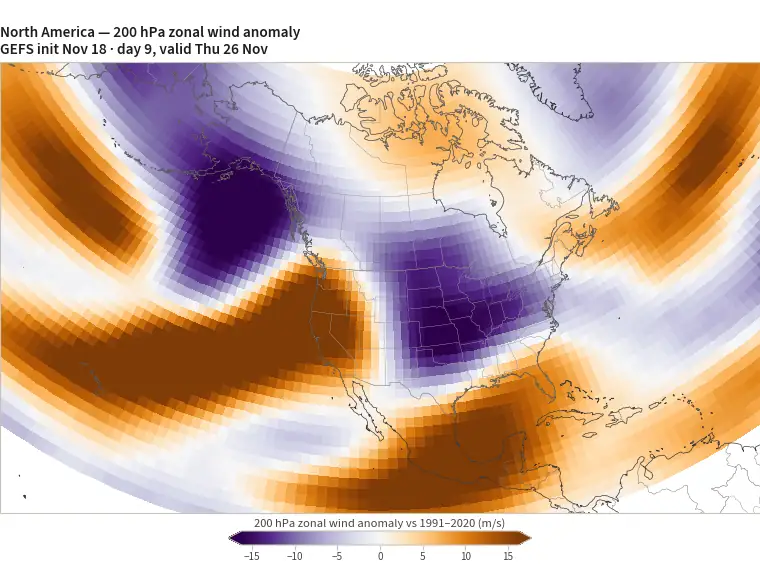 North America — 200 hPa zonal wind anomaly
GEFS init Nov 18 · day 9, valid Thu 26 Nov
200 hPa zonal wind anomaly vs 1991–2020 (m/s)
−15 −10 −5 0 5 10 15